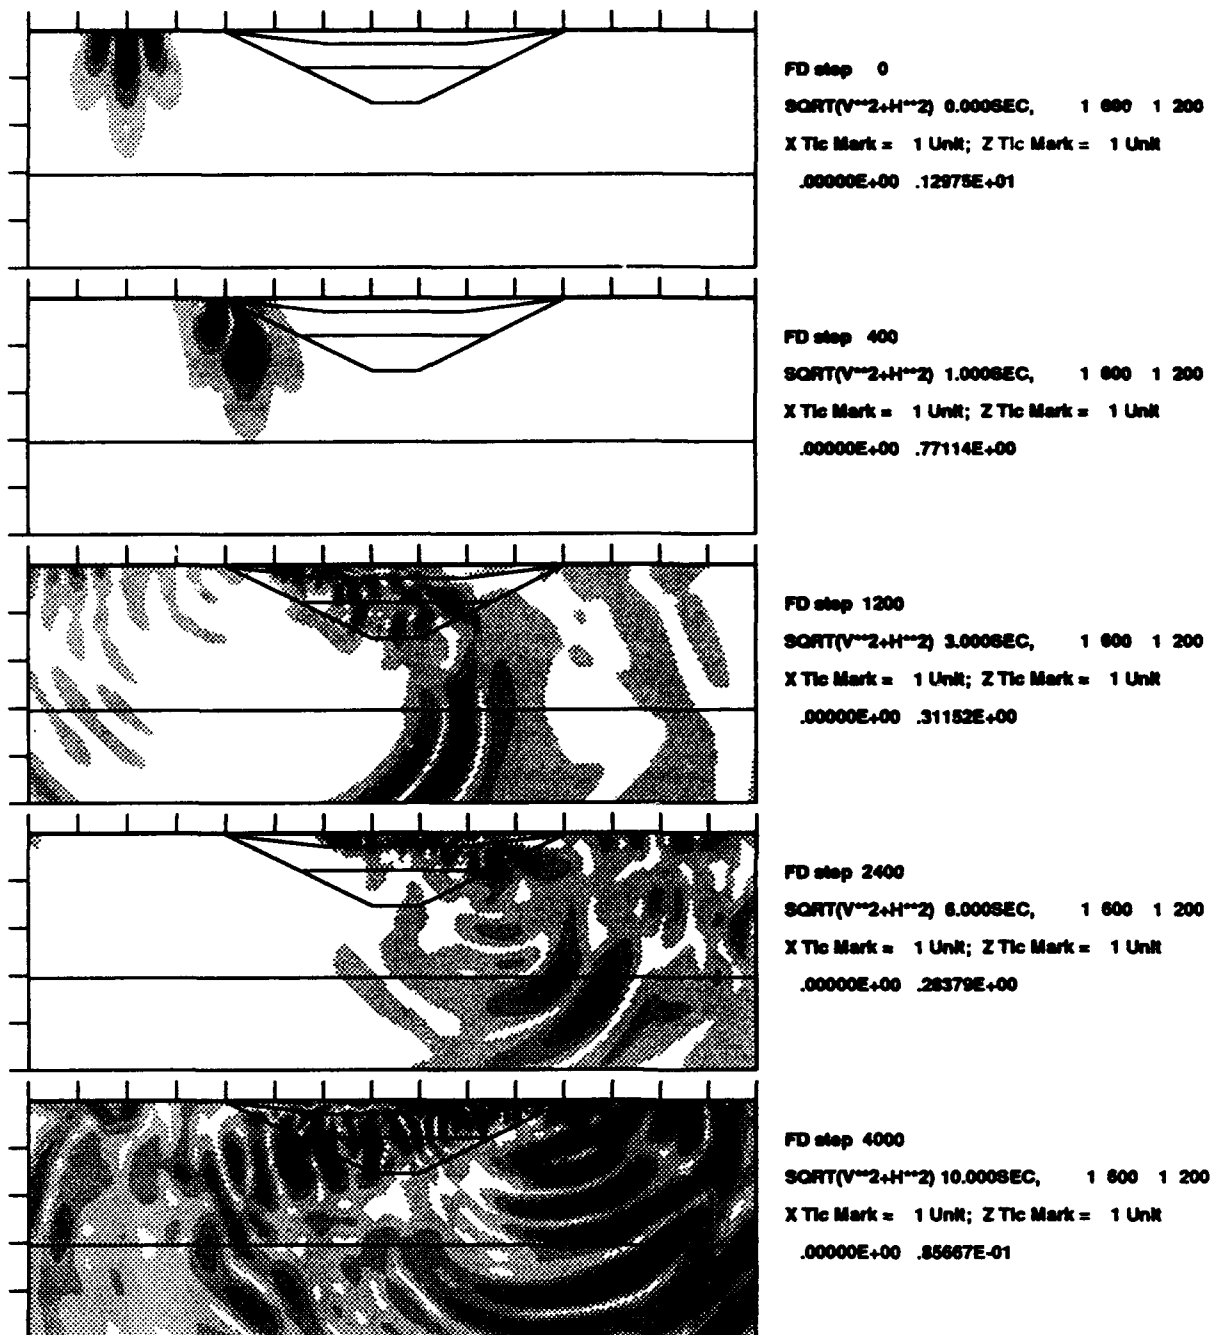 FD step 0
SQRT(V**2+H**2) 0.000SEC, 1 600 1 200
X Tic Mark = 1 Unit; Z Tic Mark = 1 Unit
.00000E+00 .12975E+01
FD step 400
SQRT(V**2+H**2) 1.000SEC, 1 600 1 200
X Tic Mark = 1 Unit; Z Tic Mark = 1 Unit
.00000E+00 .77114E+00
FD step 1200
SQRT(V**2+H**2) 3.000SEC, 1 600 1 200
X Tic Mark = 1 Unit; Z Tic Mark = 1 Unit
.00000E+00 .31152E+00
FD step 2400
SQRT(V**2+H**2) 6.000SEC, 1 600 1 200
X Tic Mark = 1 Unit; Z Tic Mark = 1 Unit
.00000E+00 .28379E+00
FD step 4000
SQRT(V**2+H**2) 10.000SEC, 1 600 1 200
X Tic Mark = 1 Unit; Z Tic Mark = 1 Unit
.00000E+00 .85667E-01